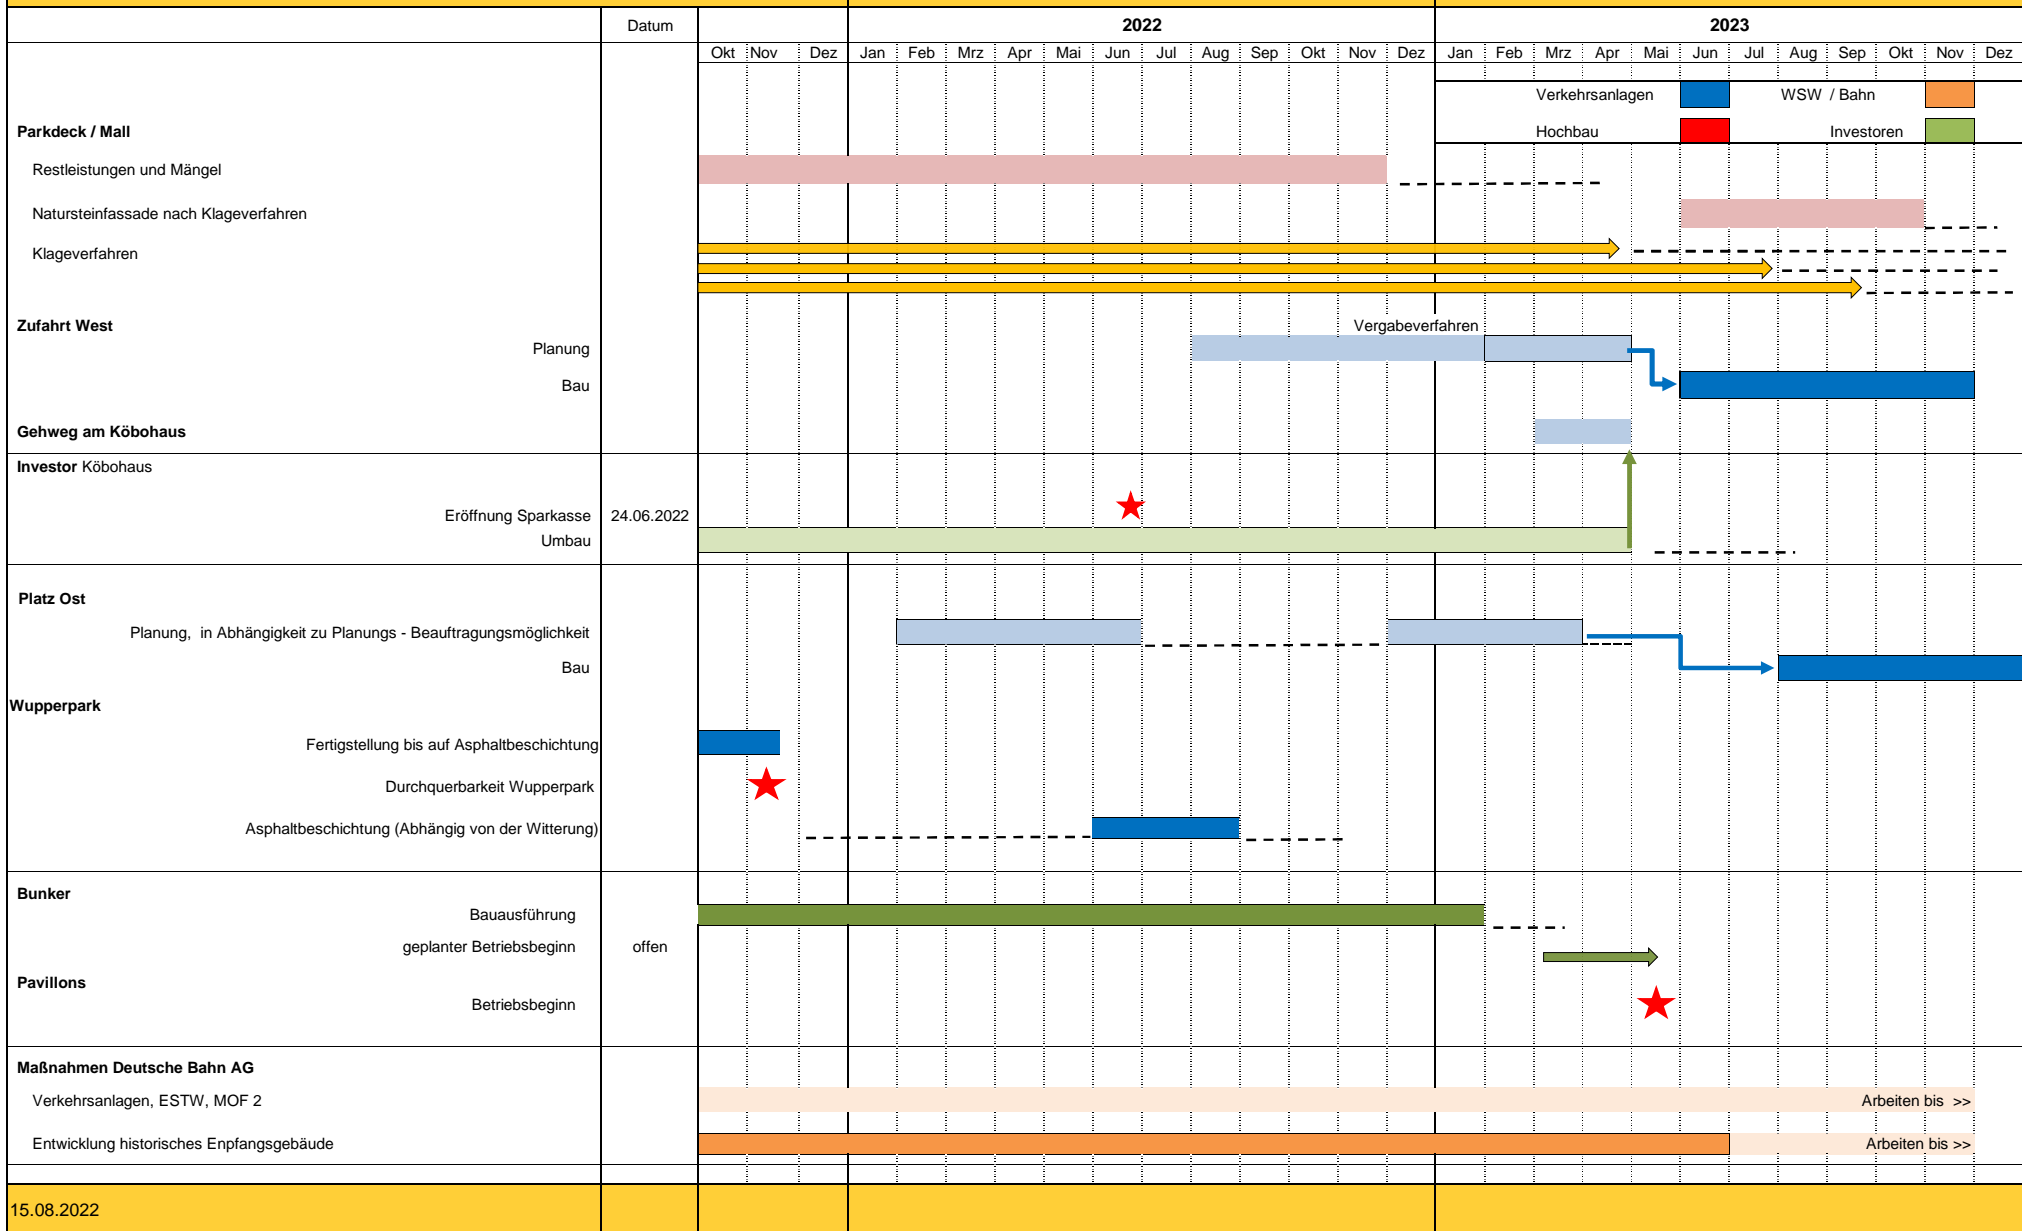 Datum 2022 2023
Okt Nov Dez Jan Feb Mrz Apr Mai Jun Jul Aug Sep Okt Nov Dez Jan Feb Mrz Apr Mai Jun Jul Aug Sep Okt Nov Dez
Verkehrsanlagen WSW / Bahn
Parkdeck / Mall Hochbau Investoren
Restleistungen und Mängel
Natursteinfassade nach Klageverfahren
Klageverfahren
Zufahrt West Vergabeverfahren
Planung
Bau
Gehweg am Köbohaus
Investor Köbohaus
Eröffnung Sparkasse 24.06.2022
Umbau
Platz Ost
Planung, in Abhängigkeit zu Planungs - Beauftragungsmöglichkeit
Bau
Wupperpark
Fertigstellung bis auf Asphaltbeschichtung
Durchquerbarkeit Wupperpark
Asphaltbeschichtung (Abhängig von der Witterung)
Bunker
Bauausführung
geplanter Betriebsbeginn offen
Pavillons
Betriebsbeginn
Maßnahmen Deutsche Bahn AG
Verkehrsanlagen, ESTW, MOF 2 Arbeiten bis >>
Entwicklung historisches Enpfangsgebäude Arbeiten bis >>
15.08.2022